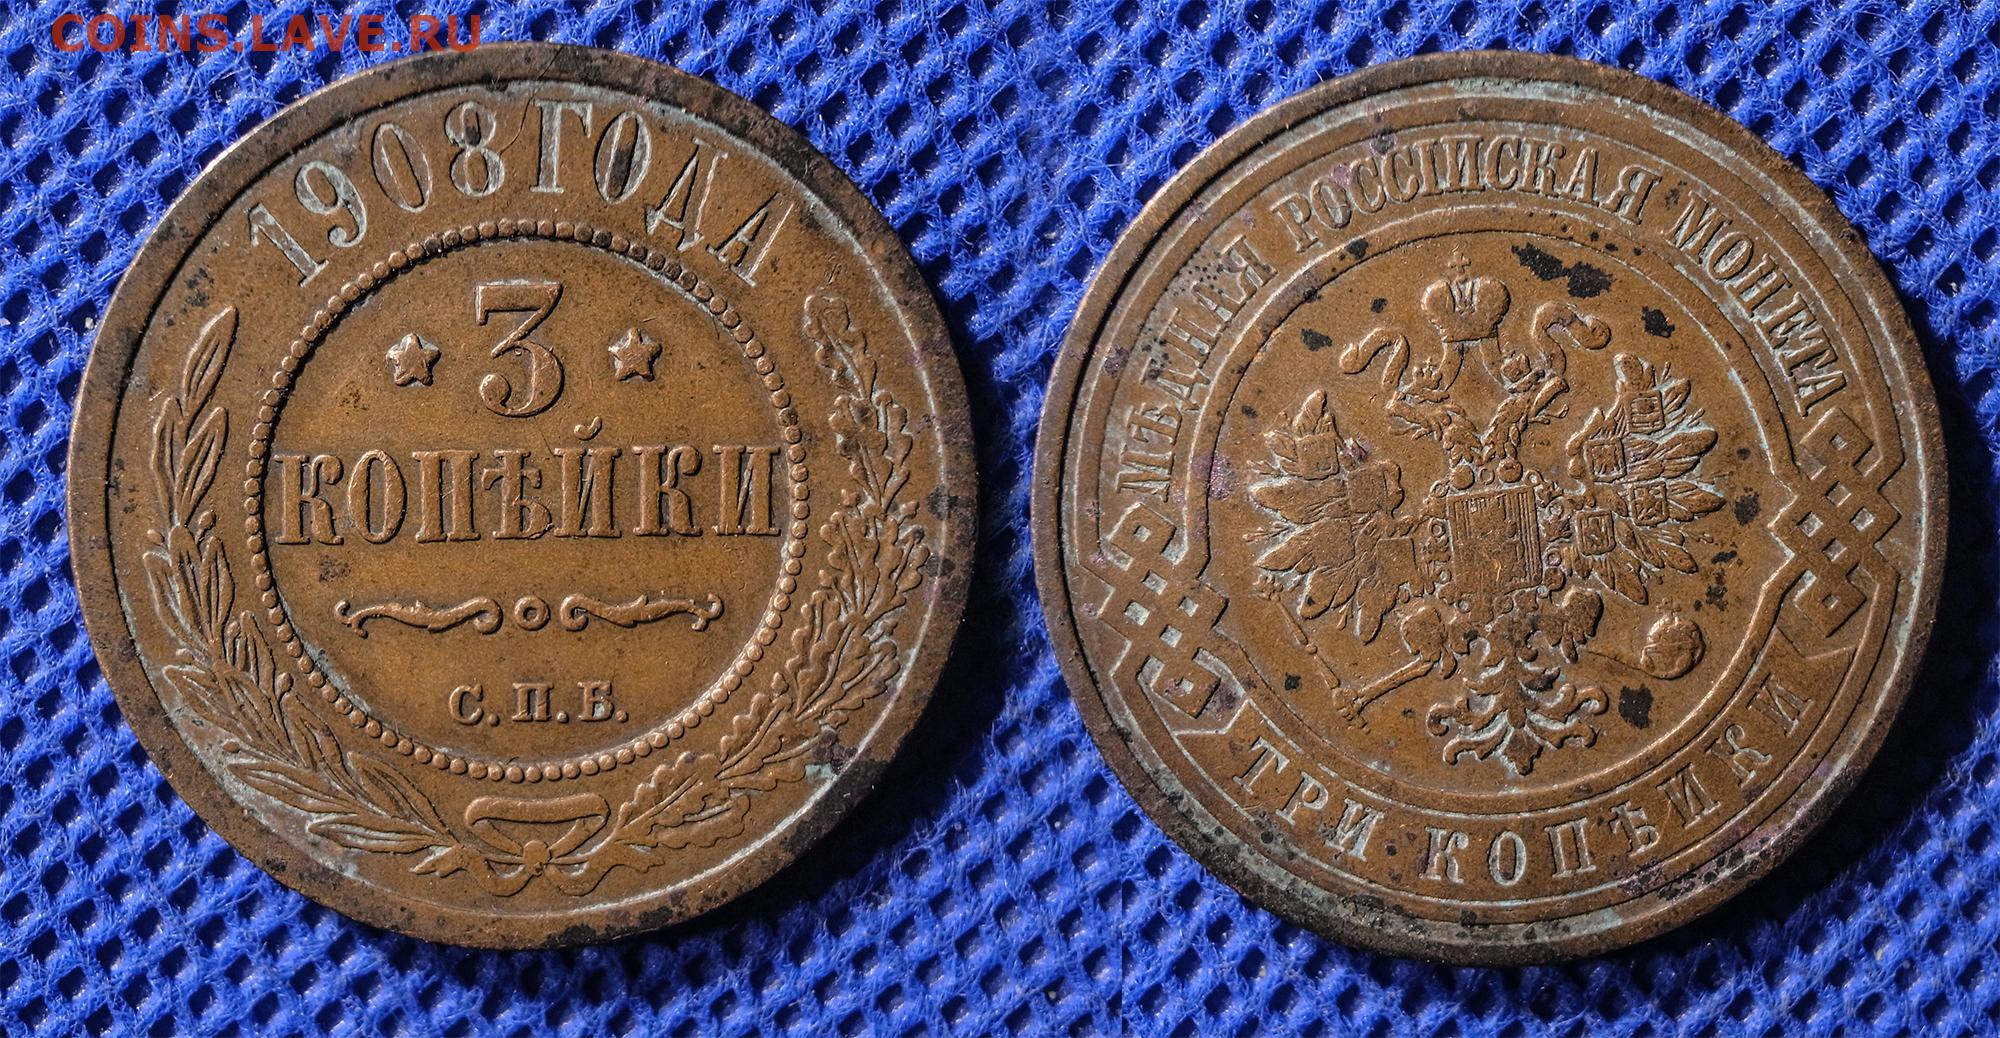 COINS.LAVE.RU
1908 ГОДА
3
КОПѢЙКИ
С.П.Б.
МѢДНАЯ РОССІЙСКАЯ МОНЕТА
ТРИ КОПѢЙКИ